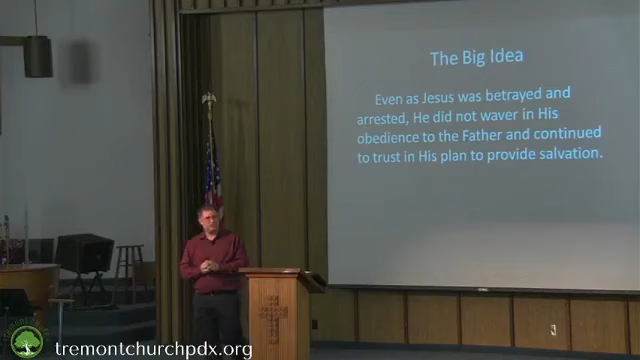 The Big Idea
Even as Jesus was betrayed and
arrested, He did not waver in His
obedience to the Father and continued
to trust in His plan to provide salvation.
tremontchurchpdx.org